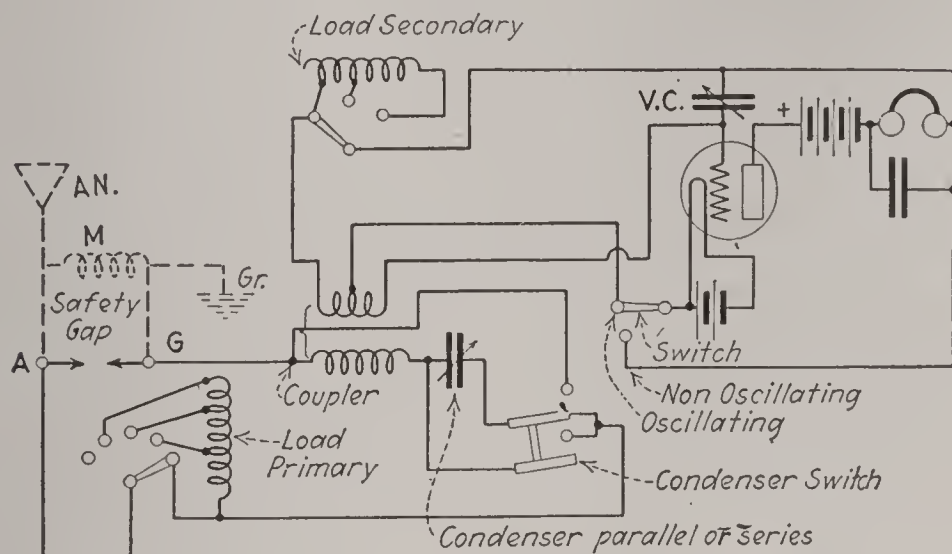 Load Secondary
V.C.
+
AN.
M
Gr.
Safety
Gap
A
G
Switch
Coupler
Non Oscillating
Oscillating
Load
Primary
Condenser Switch
Condenser parallel or series